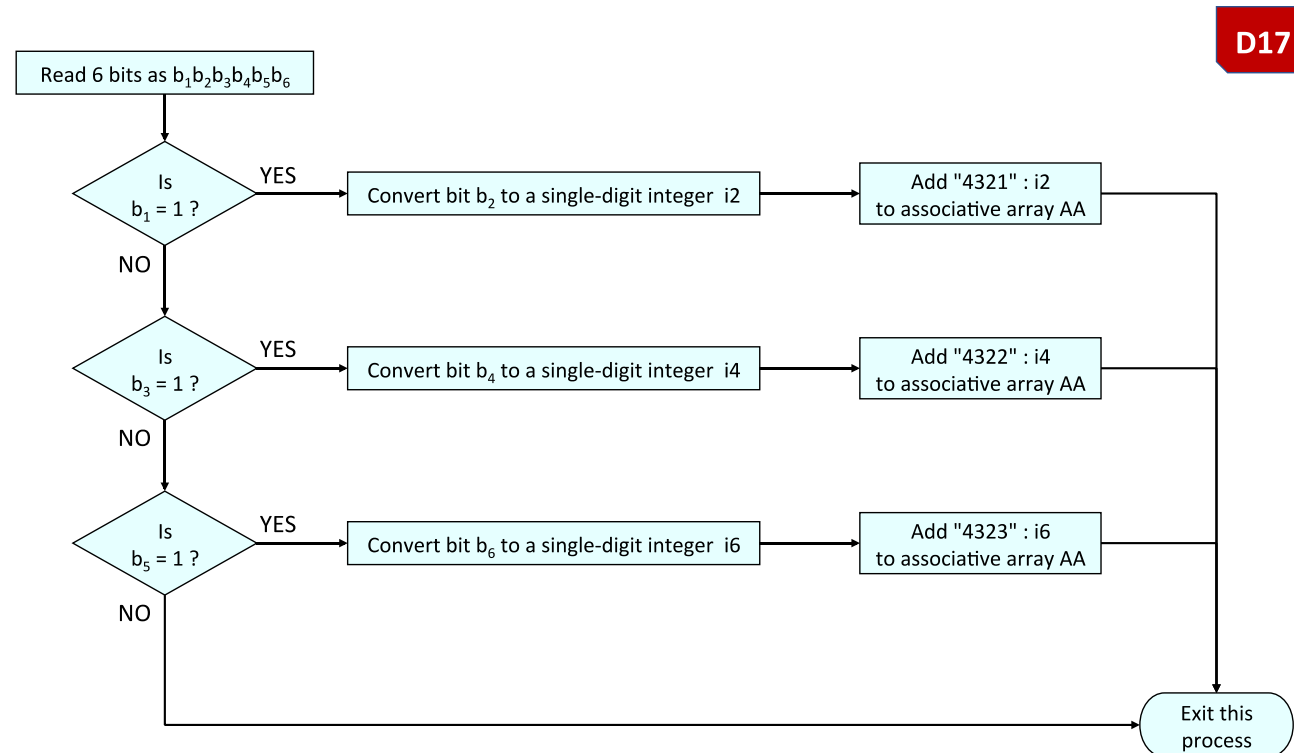 D17
Read 6 bits as b₁b₂b₃b₄b₅b₆
Is
b₁ = 1 ?
YES
Convert bit b₂ to a single-digit integer i2
Add "4321" : i2
to associative array AA
NO
Is
b₃ = 1 ?
YES
Convert bit b₄ to a single-digit integer i4
Add "4322" : i4
to associative array AA
NO
Is
b₅ = 1 ?
YES
Convert bit b₆ to a single-digit integer i6
Add "4323" : i6
to associative array AA
NO
Exit this
process